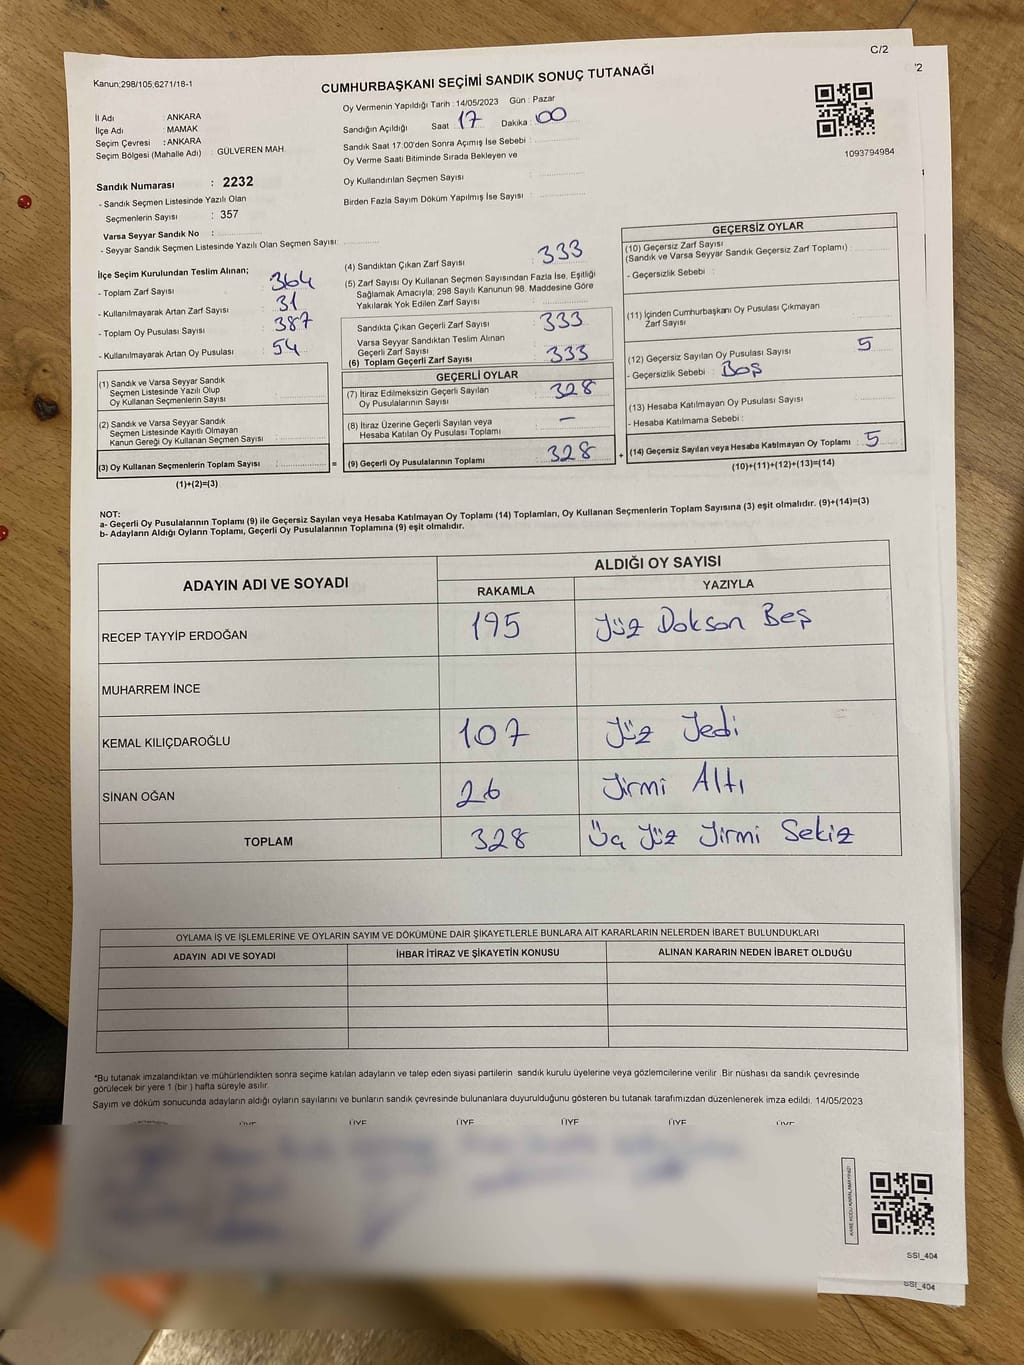 C/2
'2
Kanun;298/105,6271/18-1
CUMHURBAŞKANI SEÇİMİ SANDIK SONUÇ TUTANAĞI
İl Adı : ANKARA
İlçe Adı : MAMAK
Seçim Çevresi : ANKARA
Seçim Bölgesi (Mahalle Adı) : GÜLVEREN MAH.
Oy Vermenin Yapıldığı Tarih : 14/05/2023 Gün : Pazar
Sandığın Açıldığı Saat 17 Dakika 00
Sandık Saat 17:00'den Sonra Açımış İse Sebebi :
Oy Verme Saati Bitiminde Sırada Bekleyen ve
Oy Kullandırılan Seçmen Sayısı :
Birden Fazla Sayım Döküm Yapılmış İse Sayısı :
1093794984
Sandık Numarası : 2232
- Sandık Seçmen Listesinde Yazılı Olan
Seçmenlerin Sayısı : 357
Varsa Seyyar Sandık No :
- Seyyar Sandık Seçmen Listesinde Yazılı Olan Seçmen Sayısı:
İlçe Seçim Kurulundan Teslim Alınan;
- Toplam Zarf Sayısı : 364
- Kullanılmayarak Artan Zarf Sayısı : 31
- Toplam Oy Pusulası Sayısı : 387
- Kullanılmayarak Artan Oy Pusulası : 54
(1) Sandık ve Varsa Seyyar Sandık
Seçmen Listesinde Yazılı Olup
Oy Kullanan Seçmenlerin Sayısı :
(2) Sandık ve Varsa Seyyar Sandık
Seçmen Listesinde Kayıtlı Olmayan
Kanun Gereği Oy Kullanan Seçmen Sayısı :
(3) Oy Kullanan Seçmenlerin Toplam Sayısı :
(1)+(2)=(3)
=
(4) Sandıktan Çıkan Zarf Sayısı : 333
(5) Zarf Sayısı Oy Kullanan Seçmen Sayısından Fazla İse, Eşitliği
Sağlamak Amacıyla; 298 Sayılı Kanunun 98. Maddesine Göre
Yakılarak Yok Edilen Zarf Sayısı :
Sandıkta Çıkan Geçerli Zarf Sayısı : 333
Varsa Seyyar Sandıktan Teslim Alınan
Geçerli Zarf Sayısı :
(6) Toplam Geçerli Zarf Sayısı : 333
GEÇERLİ OYLAR
(7) İtiraz Edilmeksizin Geçerli Sayılan
Oy Pusulalarının Sayısı : 328
(8) İtiraz Üzerine Geçerli Sayılan veya
Hesaba Katılan Oy Pusulası Toplamı : –
(9) Geçerli Oy Pusulalarının Toplamı : 328
+
GEÇERSİZ OYLAR
(10) Geçersiz Zarf Sayısı
(Sandık ve Varsa Seyyar Sandık Geçersiz Zarf Toplamı) :
- Geçersizlik Sebebi :
(11) İçinden Cumhurbaşkanı Oy Pusulası Çıkmayan
Zarf Sayısı :
(12) Geçersiz Sayılan Oy Pusulası Sayısı : 5
- Geçersizlik Sebebi : Boş
(13) Hesaba Katılmayan Oy Pusulası Sayısı :
- Hesaba Katılmama Sebebi :
(14) Geçersiz Sayılan veya Hesaba Katılmayan Oy Toplamı : 5
(10)+(11)+(12)+(13)=(14)
NOT:
a- Geçerli Oy Pusulalarının Toplamı (9) ile Geçersiz Sayılan veya Hesaba Katılmayan Oy Toplamı (14) Toplamları, Oy Kullanan Seçmenlerin Toplam Sayısına (3) eşit olmalıdır. (9)+(14)=(3)
b- Adayların Aldığı Oyların Toplamı, Geçerli Oy Pusulalarının Toplamına (9) eşit olmalıdır.
ADAYIN ADI VE SOYADI
ALDIĞI OY SAYISI
RAKAMLA YAZIYLA
RECEP TAYYİP ERDOĞAN 195 Yüz Dokson Beş
MUHARREM İNCE
KEMAL KILIÇDAROĞLU 107 Yüz Yedi
SİNAN OĞAN 26 Yirmi Altı
TOPLAM 328 Üç Yüz Yirmi Sekiz
OYLAMA İŞ VE İŞLEMLERİNE VE OYLARIN SAYIM VE DÖKÜMÜNE DAİR ŞİKAYETLERLE BUNLARA AİT KARARLARIN NELERDEN İBARET BULUNDUKLARI
ADAYIN ADI VE SOYADI İHBAR İTİRAZ VE ŞİKAYETİN KONUSU ALINAN KARARIN NEDEN İBARET OLDUĞU
*Bu tutanak imzalandıktan ve mühürlendikten sonra seçime katılan adayların ve talep eden siyasi partilerin sandık kurulu üyelerine veya gözlemcilerine verilir .Bir nüshası da sandık çevresinde
görülecek bir yere 1 (bir ) hafta süreyle asılır.
Sayım ve döküm sonucunda adayların aldığı oyların sayılarını ve bunların sandık çevresinde bulunanlara duyurulduğunu gösteren bu tutanak tarafımızdan düzenlenerek imza edildi. 14/05/2023
ÜYE ÜYE ÜYE ÜYE ÜYE ÜYE
KARE KODU KARALAMAYINIZ!
SSI_404
SSI_404